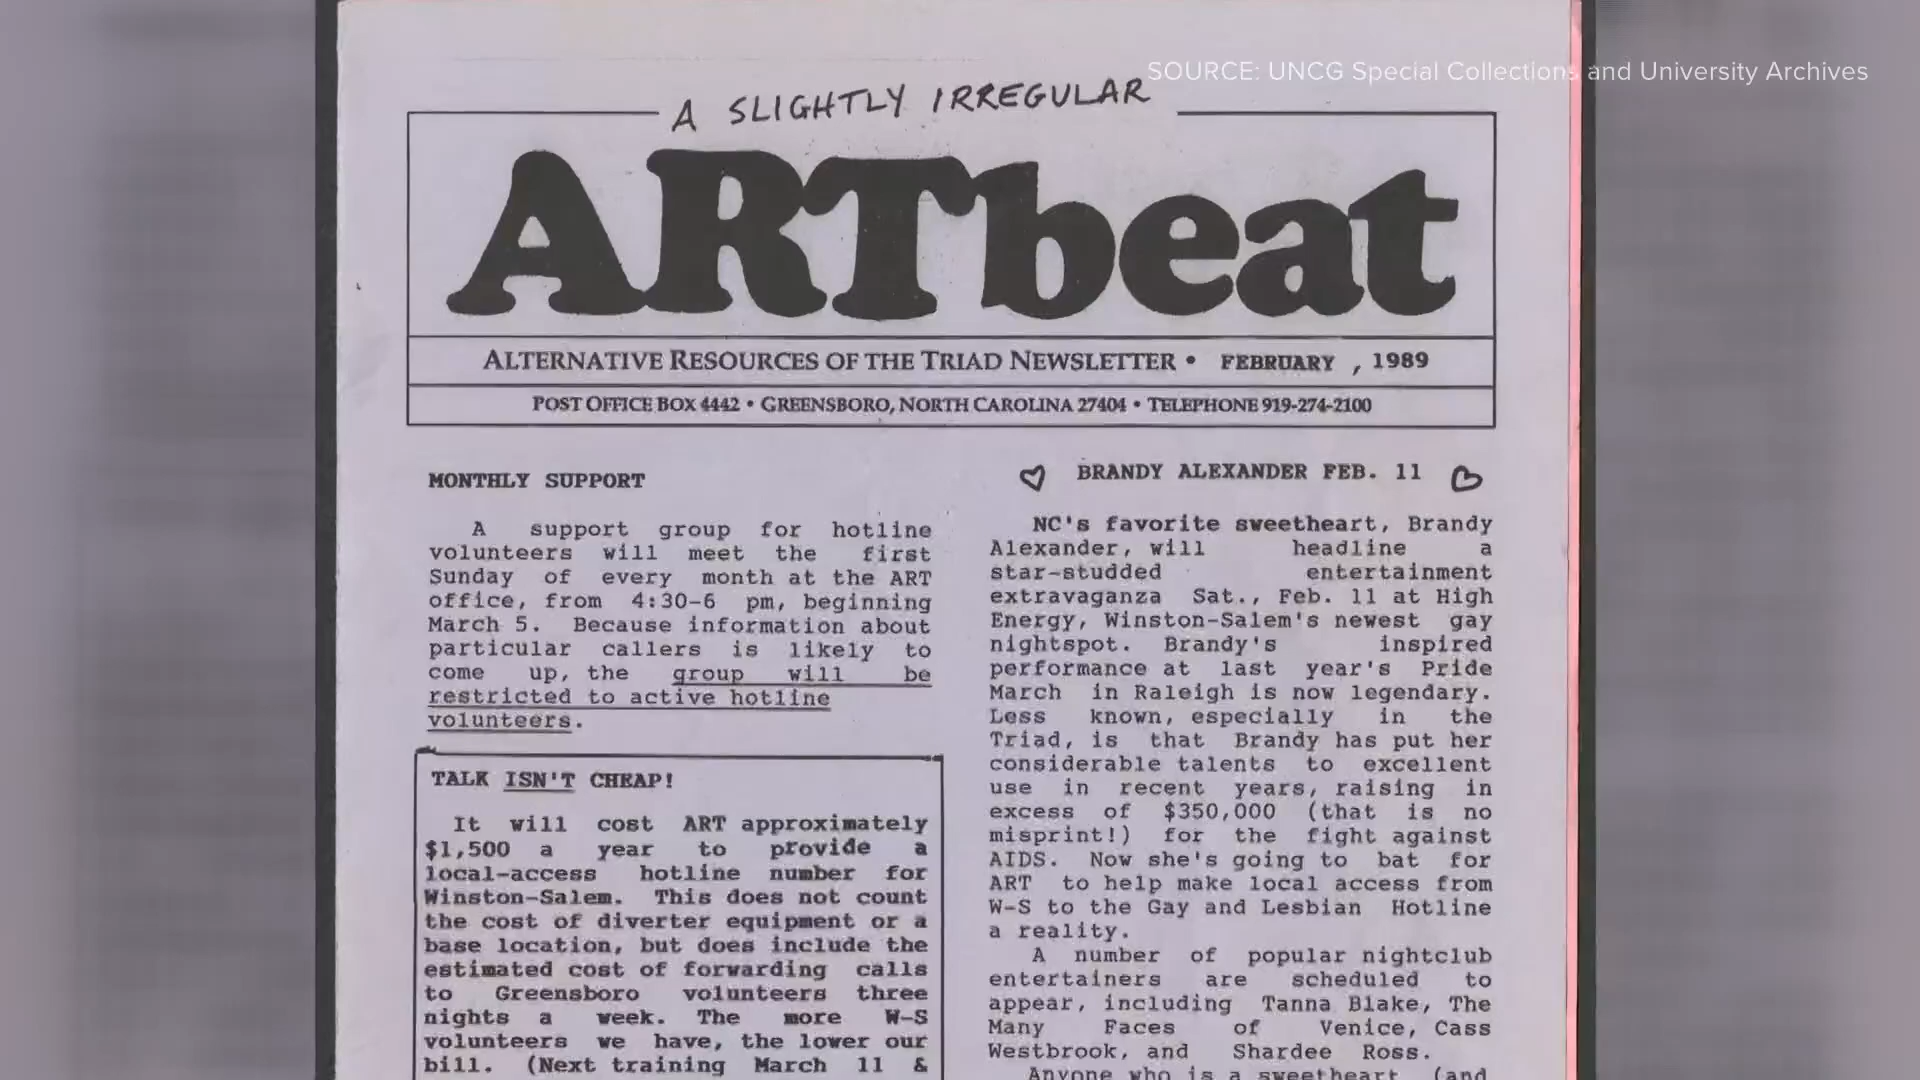 SOURCE: UNCG Special Collections and University Archives
A SLIGHTLY IRREGULAR
ARTbeat
ALTERNATIVE RESOURCES OF THE TRIAD NEWSLETTER • FEBRUARY , 1989
POST OFFICE BOX 4442 • GREENSBORO, NORTH CAROLINA 27404 • TELEPHONE 919-274-2100
MONTHLY SUPPORT
A support group for hotline
volunteers will meet the first
Sunday of every month at the ART
office, from 4:30-6 pm, beginning
March 5. Because information about
particular callers is likely to
come up, the group will be
restricted to active hotline
volunteers.
TALK ISN'T CHEAP!
It will cost ART approximately
$1,500 a year to provide a
local-access hotline number for
Winston-Salem. This does not count
the cost of diverter equipment or a
base location, but does include the
estimated cost of forwarding calls
to Greensboro volunteers three
nights a week. The more W-S
volunteers we have, the lower our
bill. (Next training March 11 &
BRANDY ALEXANDER FEB. 11
NC's favorite sweetheart, Brandy
Alexander, will headline a
star-studded entertainment
extravaganza Sat., Feb. 11 at High
Energy, Winston-Salem's newest gay
nightspot. Brandy's inspired
performance at last year's Pride
March in Raleigh is now legendary.
Less known, especially in the
Triad, is that Brandy has put her
considerable talents to excellent
use in recent years, raising in
excess of $350,000 (that is no
misprint!) for the fight against
AIDS. Now she's going to bat for
ART to help make local access from
W-S to the Gay and Lesbian Hotline
a reality.
A number of popular nightclub
entertainers are scheduled to
appear, including Tanna Blake, The
Many Faces of Venice, Cass
Westbrook, and Shardee Ross.
Anyone who is a sweetheart (and